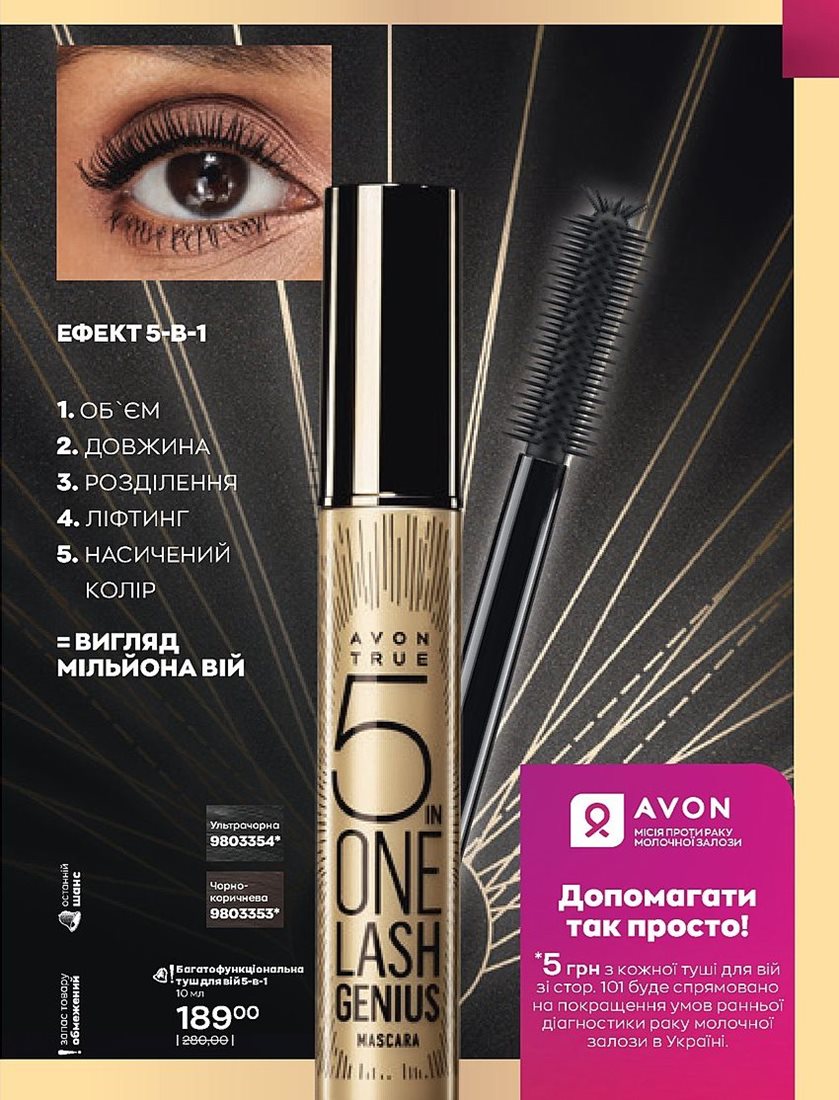 ЕФЕКТ 5-В-1
1. ОБ`ЄМ
2. ДОВЖИНА
3. РОЗДІЛЕННЯ
4. ЛІФТИНГ
5. НАСИЧЕНИЙ
КОЛІР
= ВИГЛЯД
МІЛЬЙОНА ВІЙ
AVON
TRUE
5
IN
ONE
LASH
GENIUS
MASCARA
Ультрачорна
9803354*
Чорно-
коричнева
9803353*
останній
шанс
запас товару
обмежений
Багатофункціональна
туш для вій 5-в-1
10 мл
189⁰⁰
| 280,00 |
AVON
МІСІЯ ПРОТИ РАКУ
МОЛОЧНОЇ ЗАЛОЗИ
Допомагати
так просто!
*5 грн з кожної туші для вій
зі стор. 101 буде спрямовано
на покращення умов ранньої
діагностики раку молочної
залози в Україні.